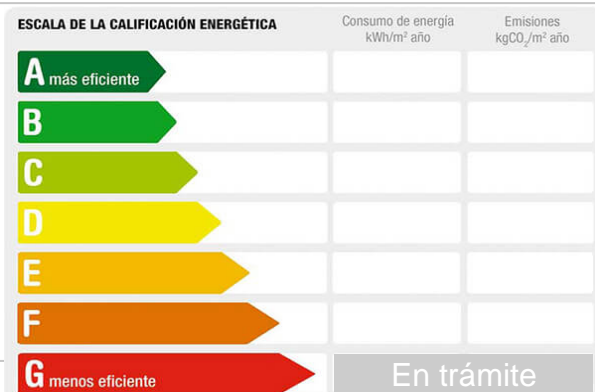 ESCALA DE LA CALIFICACIÓN ENERGÉTICA
Consumo de energía
kWh/m² año
Emisiones
kgCO₂/m² año
A más eficiente
B
C
D
E
F
G menos eficiente
En trámite